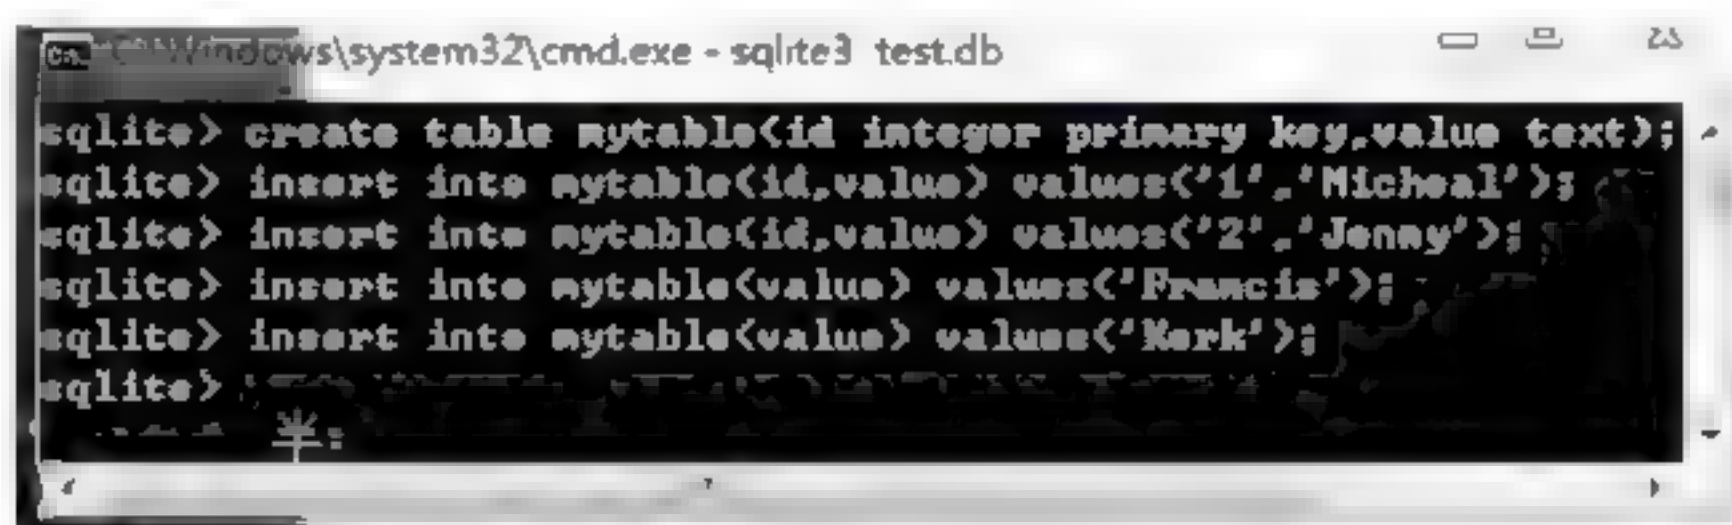 C:\Windows\system32\cmd.exe - sqlite3 test.db
sqlite> create table mytable(id integer primary key,value text);
sqlite> insert into mytable(id,value) values('1','Micheal');
sqlite> insert into mytable(id,value) values('2','Jenny');
sqlite> insert into mytable(value) values('Francis');
sqlite> insert into mytable(value) values('Kerk');
sqlite>
半: